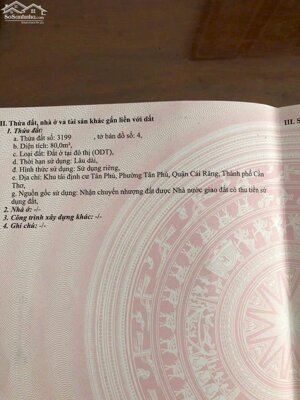 SoSanhnha.com
II. Thửa đất, nhà ở và tài sản khác gắn liền với đất
1. Thửa đất:
a. Thửa đất số: 3199 , tờ bản đồ số: 4,
b. Diện tích: 80,0m²,
c. Loại đất: Đất ở tại đô thị (ODT),
d. Thời hạn sử dụng: Lâu dài,
đ. Hình thức sử dụng: Sử dụng riêng,
e. Địa chỉ: Khu tái định cư Tân Phú, Phường Tân Phú, Quận Cái Răng, Thành phố Cần
Thơ,
g. Nguồn gốc sử dụng: Nhận chuyển nhượng đất được Nhà nước giao đất có thu tiền sử
dụng đất,
2. Nhà ở: -/-
3. Công trình xây dựng khác: -/-
4. Ghi chú: -/-
III. S